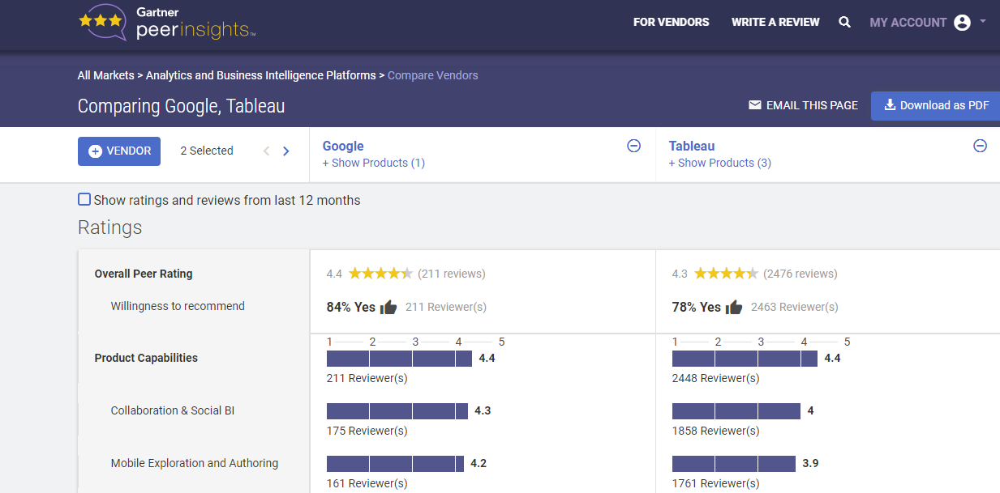 Gartner
peerinsights™
FOR VENDORS
WRITE A REVIEW
MY ACCOUNT
All Markets > Analytics and Business Intelligence Platforms > Compare Vendors
Comparing Google, Tableau
EMAIL THIS PAGE
Download as PDF
VENDOR
2 Selected
Google
+ Show Products (1)
Tableau
+ Show Products (3)
Show ratings and reviews from last 12 months
Ratings
Overall Peer Rating
4.4 (211 reviews)
4.3 (2476 reviews)
Willingness to recommend
84% Yes 211 Reviewer(s)
78% Yes 2463 Reviewer(s)
1 2 3 4 5
1 2 3 4 5
Product Capabilities
4.4
4.4
211 Reviewer(s)
2448 Reviewer(s)
Collaboration & Social BI
4.3
4
175 Reviewer(s)
1858 Reviewer(s)
Mobile Exploration and Authoring
4.2
3.9
161 Reviewer(s)
1761 Reviewer(s)